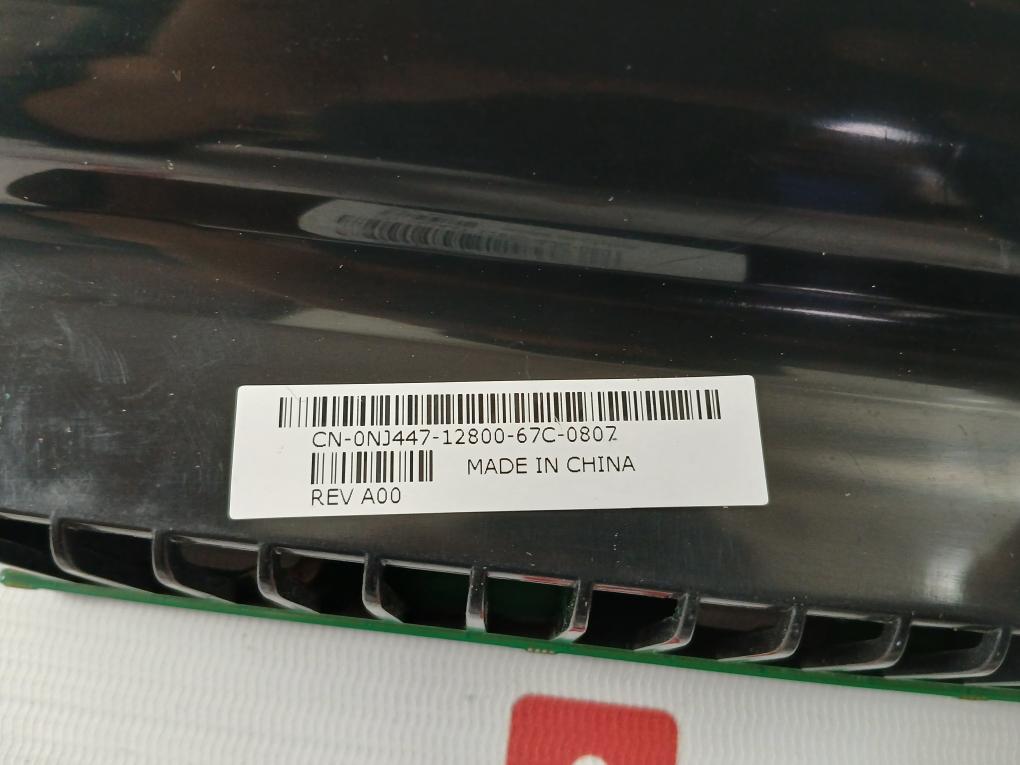 CN-0NJ447-12800-67C-0807
MADE IN CHINA
REV A00